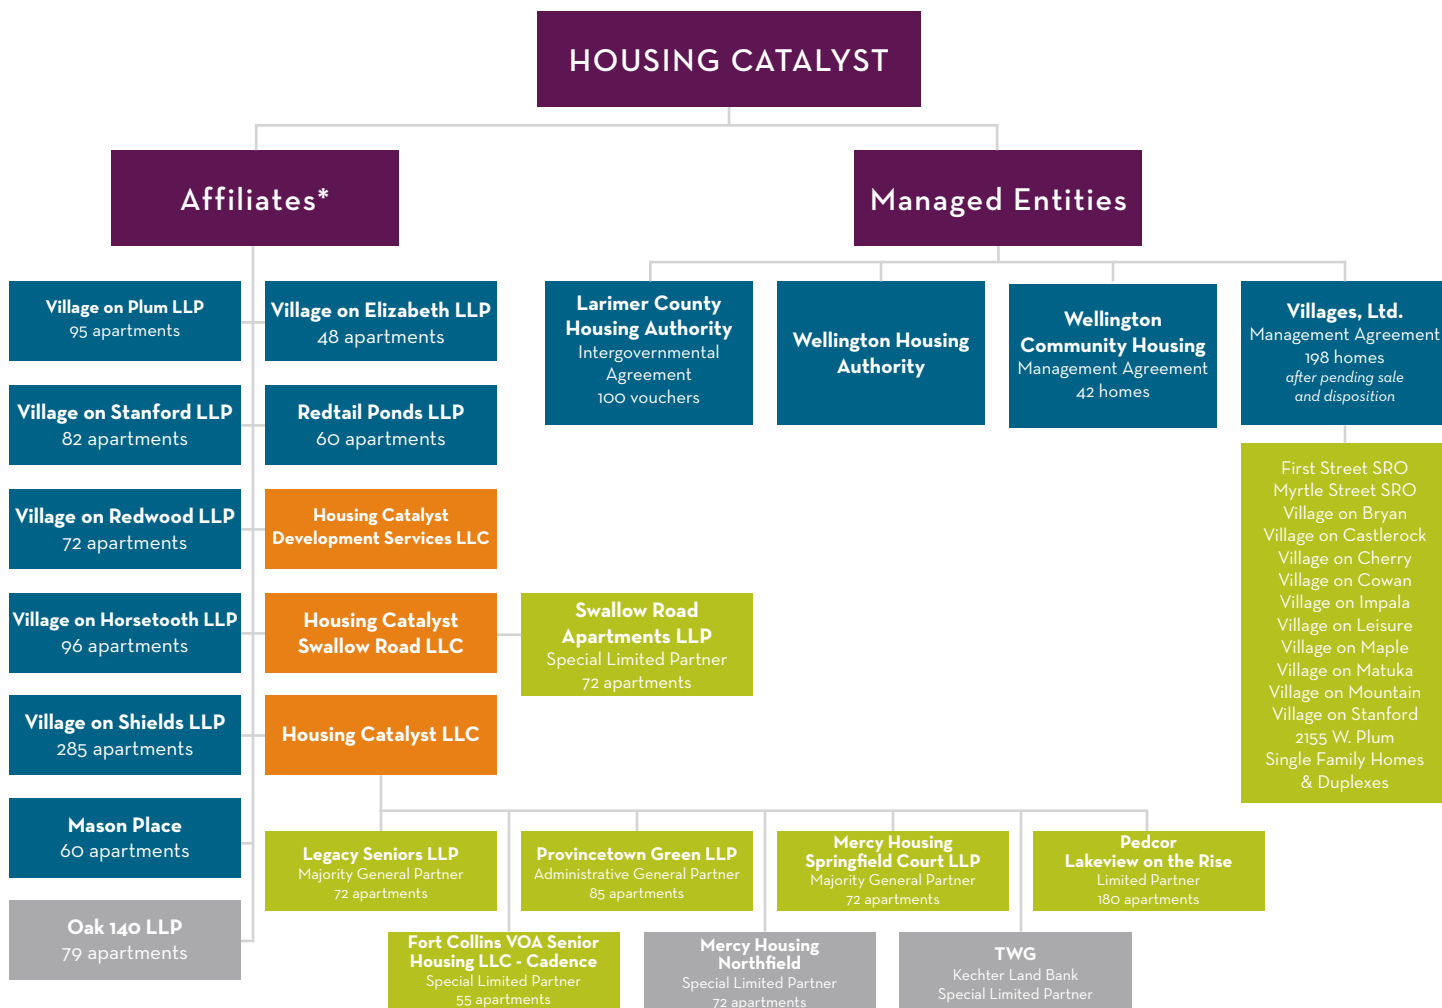 HOUSING CATALYST
Affiliates*
Managed Entities
Village on Plum LLP
95 apartments
Village on Elizabeth LLP
48 apartments
Village on Stanford LLP
82 apartments
Redtail Ponds LLP
60 apartments
Village on Redwood LLP
72 apartments
Housing Catalyst
Development Services LLC
Village on Horsetooth LLP
96 apartments
Housing Catalyst
Swallow Road LLC
Swallow Road
Apartments LLP
Special Limited Partner
72 apartments
Village on Shields LLP
285 apartments
Housing Catalyst LLC
Mason Place
60 apartments
Oak 140 LLP
79 apartments
Legacy Seniors LLP
Majority General Partner
72 apartments
Provincetown Green LLP
Administrative General Partner
85 apartments
Mercy Housing
Springfield Court LLP
Majority General Partner
72 apartments
Pedcor
Lakeview on the Rise
Limited Partner
180 apartments
Fort Collins VOA Senior
Housing LLC - Cadence
Special Limited Partner
55 apartments
Mercy Housing
Northfield
Special Limited Partner
72 apartments
TWG
Kechter Land Bank
Special Limited Partner
Larimer County
Housing Authority
Intergovernmental
Agreement
100 vouchers
Wellington Housing
Authority
Wellington
Community Housing
Management Agreement
42 homes
Villages, Ltd.
Management Agreement
198 homes
after pending sale
and disposition
First Street SRO
Myrtle Street SRO
Village on Bryan
Village on Castlerock
Village on Cherry
Village on Cowan
Village on Impala
Village on Leisure
Village on Maple
Village on Matuka
Village on Mountain
Village on Stanford
2155 W. Plum
Single Family Homes
& Duplexes